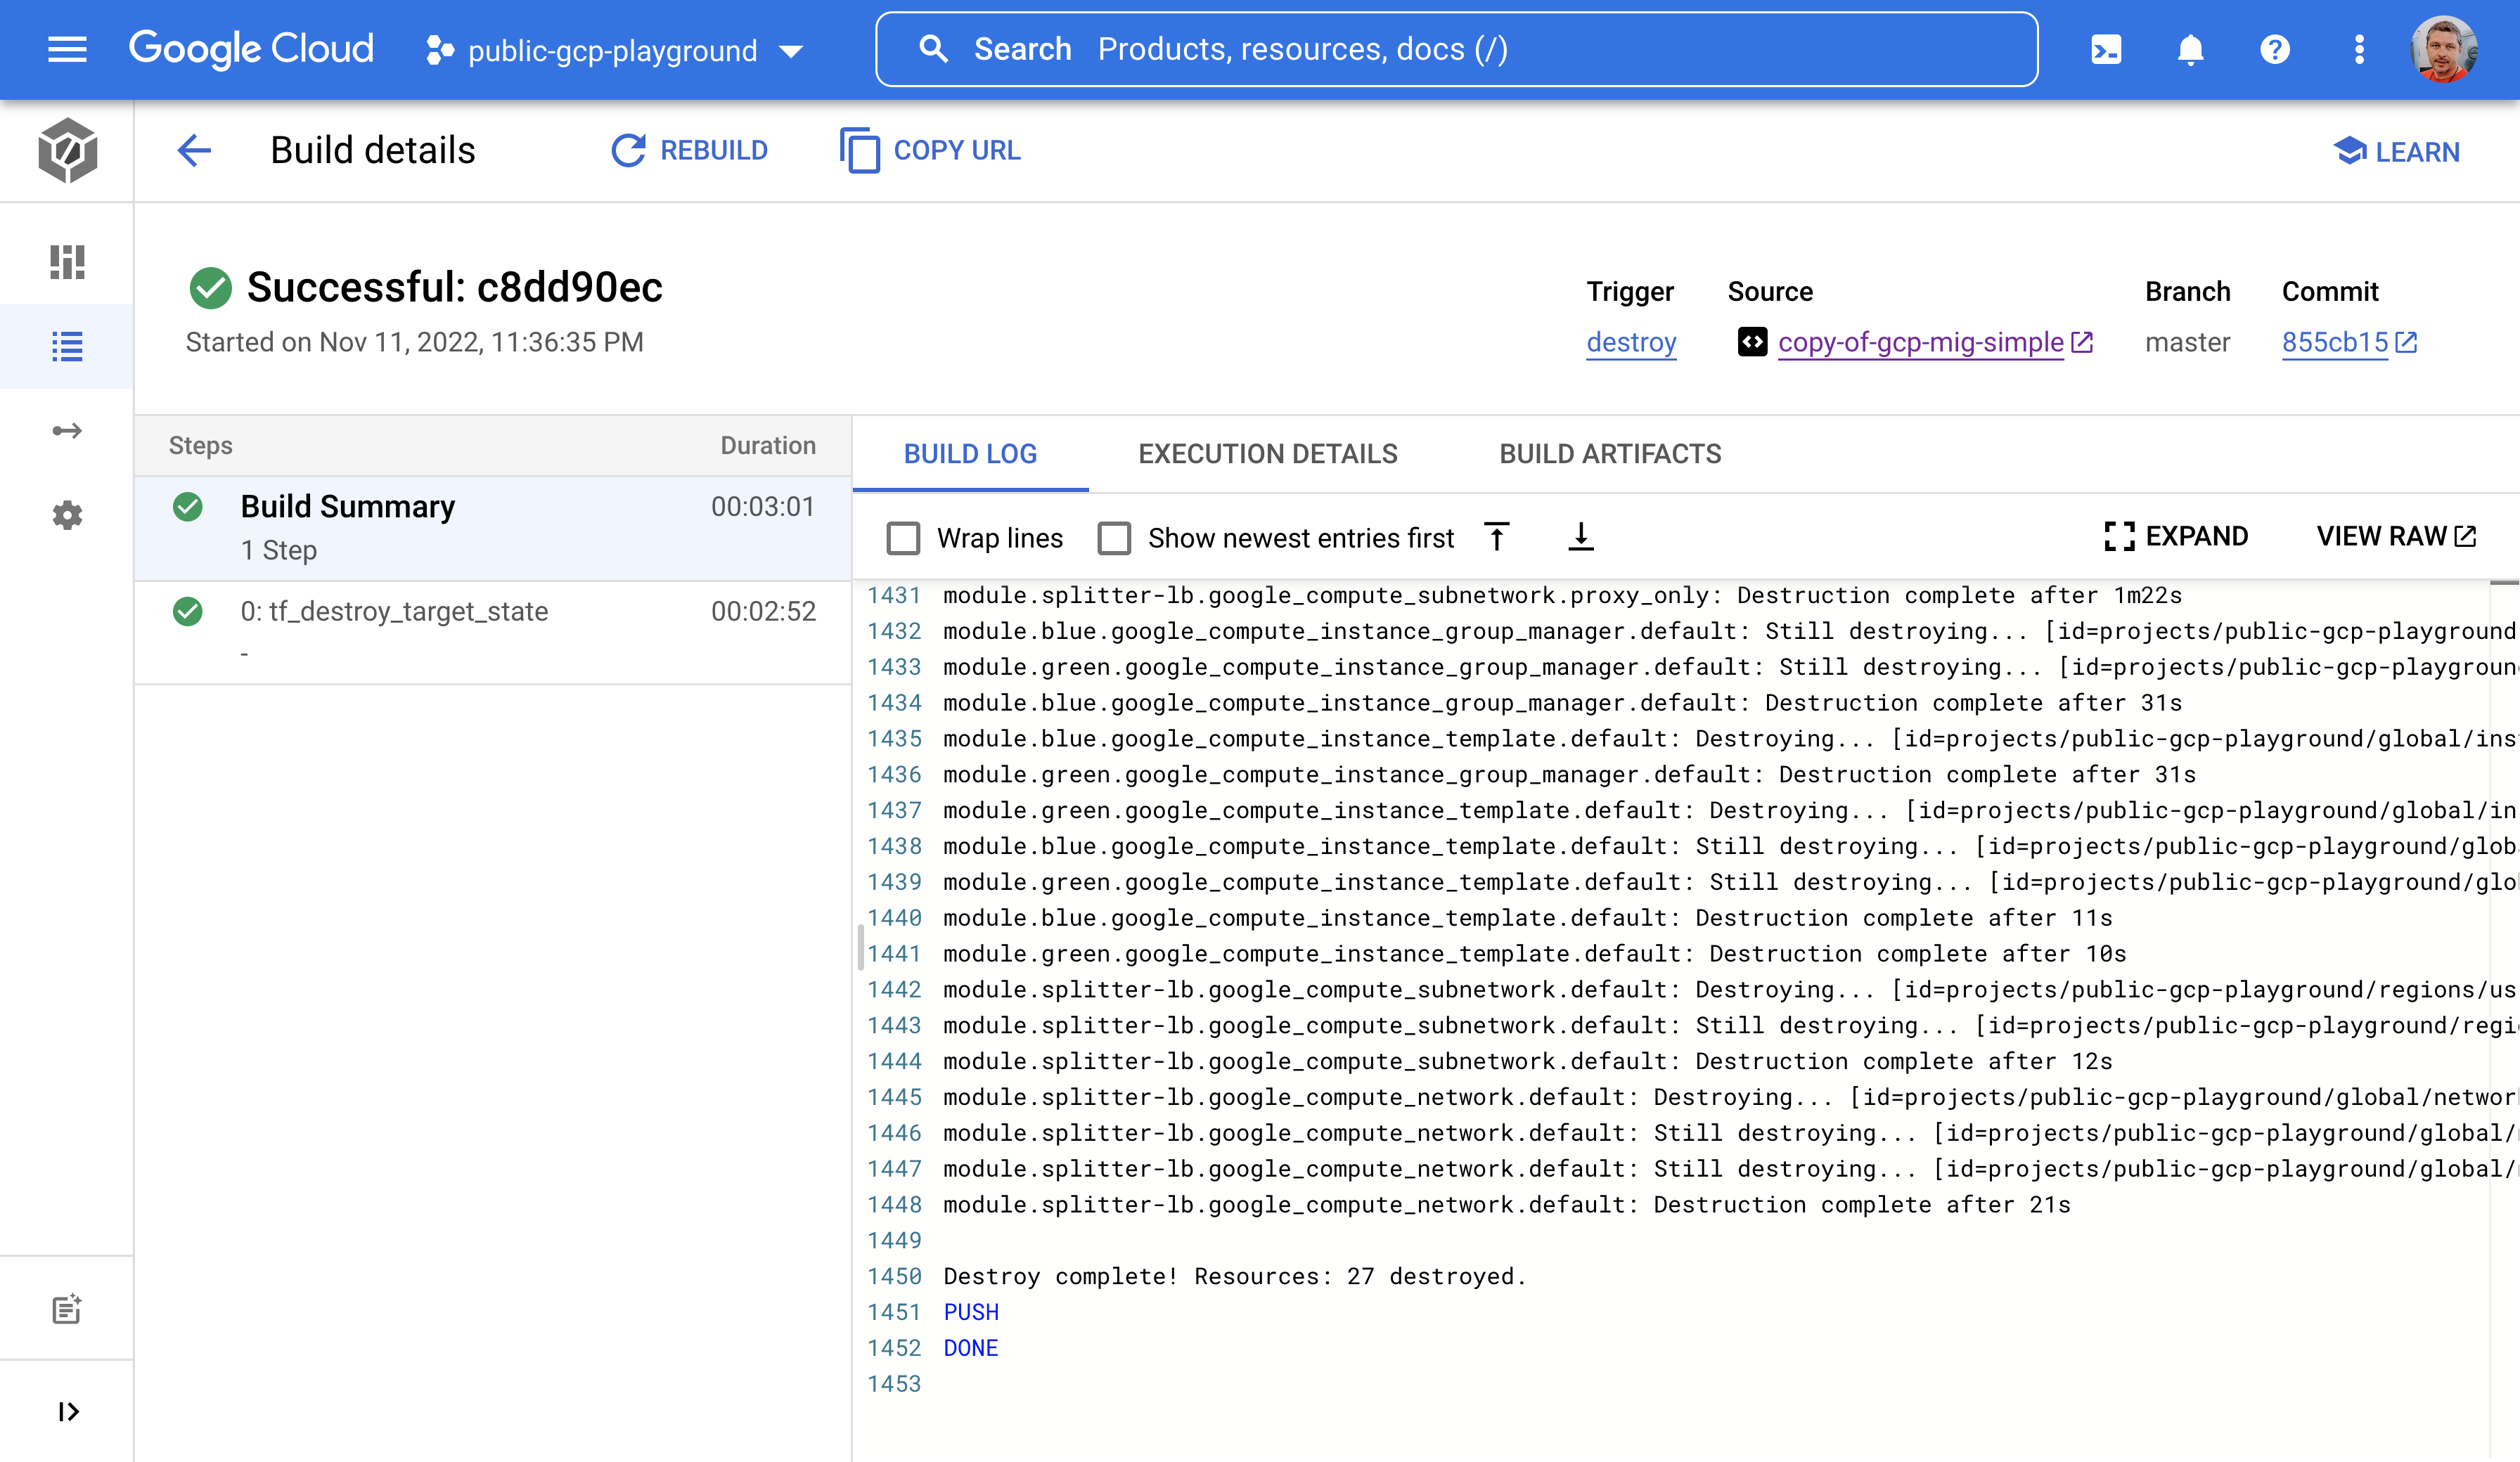 Google Cloud public-gcp-playground Search Products, resources, docs (/)
Build details REBUILD COPY URL LEARN
Successful: c8dd90ec
Started on Nov 11, 2022, 11:36:35 PM
Trigger Source Branch Commit
destroy copy-of-gcp-mig-simple master 855cb15
Steps Duration
Build Summary 00:03:01
1 Step
0: tf_destroy_target_state 00:02:52
-
BUILD LOG EXECUTION DETAILS BUILD ARTIFACTS
Wrap lines Show newest entries first EXPAND VIEW RAW
1431 module.splitter-lb.google_compute_subnetwork.proxy_only: Destruction complete after 1m22s
1432 module.blue.google_compute_instance_group_manager.default: Still destroying... [id=projects/public-gcp-playground
1433 module.green.google_compute_instance_group_manager.default: Still destroying... [id=projects/public-gcp-playgroun
1434 module.blue.google_compute_instance_group_manager.default: Destruction complete after 31s
1435 module.blue.google_compute_instance_template.default: Destroying... [id=projects/public-gcp-playground/global/ins
1436 module.green.google_compute_instance_group_manager.default: Destruction complete after 31s
1437 module.green.google_compute_instance_template.default: Destroying... [id=projects/public-gcp-playground/global/in
1438 module.blue.google_compute_instance_template.default: Still destroying... [id=projects/public-gcp-playground/glob
1439 module.green.google_compute_instance_template.default: Still destroying... [id=projects/public-gcp-playground/glo
1440 module.blue.google_compute_instance_template.default: Destruction complete after 11s
1441 module.green.google_compute_instance_template.default: Destruction complete after 10s
1442 module.splitter-lb.google_compute_subnetwork.default: Destroying... [id=projects/public-gcp-playground/regions/us
1443 module.splitter-lb.google_compute_subnetwork.default: Still destroying... [id=projects/public-gcp-playground/regi
1444 module.splitter-lb.google_compute_subnetwork.default: Destruction complete after 12s
1445 module.splitter-lb.google_compute_network.default: Destroying... [id=projects/public-gcp-playground/global/networ
1446 module.splitter-lb.google_compute_network.default: Still destroying... [id=projects/public-gcp-playground/global/
1447 module.splitter-lb.google_compute_network.default: Still destroying... [id=projects/public-gcp-playground/global/
1448 module.splitter-lb.google_compute_network.default: Destruction complete after 21s
1449
1450 Destroy complete! Resources: 27 destroyed.
1451 PUSH
1452 DONE
1453